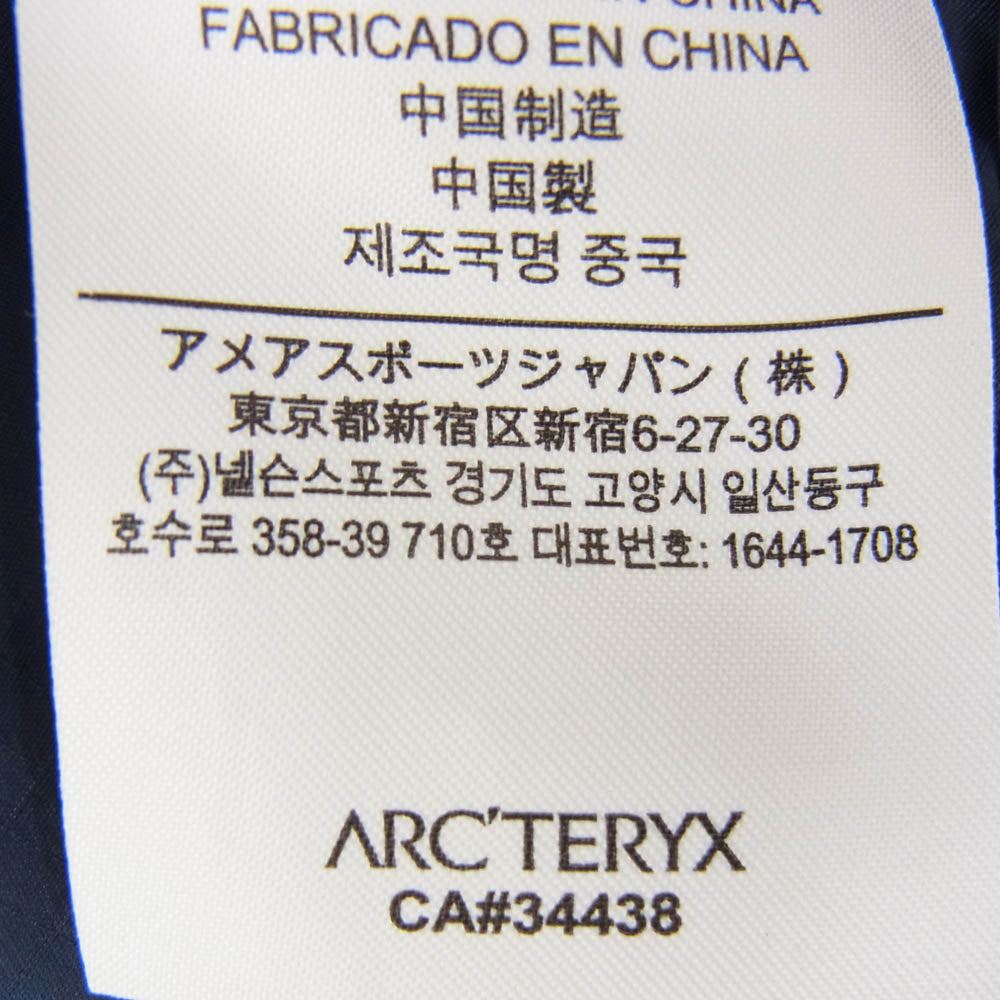 CHINA
FABRICADO EN CHINA
中国制造
中国製
제조국명 중국
アメアスポーツジャパン ( 株 )
東京都新宿区新宿6-27-30
(주)넬슨스포츠 경기도 고양시 일산동구
호수로 358-39 710호 대표번호: 1644-1708
ARC'TERYX
CA#34438